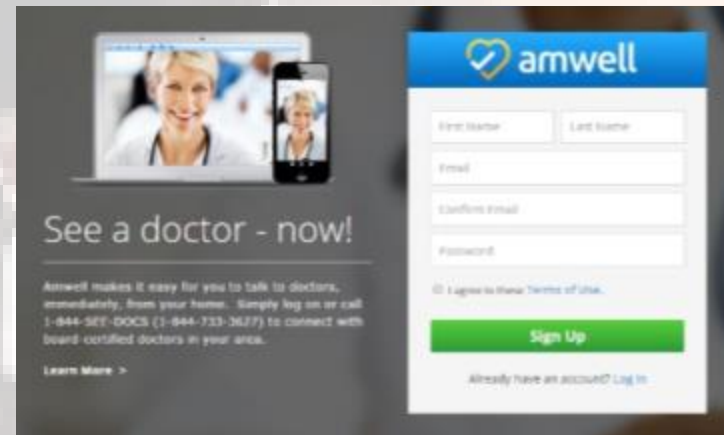 amwell
First Name
Last Name
Email
Confirm Email
Password
I agree to these Terms of Use.
Sign Up
Already have an account? Log In
See a doctor - now!
Amwell makes it easy for you to talk to doctors,
immediately, from your home. Simply log on or call
1-844-SEE-DOCS (1-844-733-3627) to connect with
board-certified doctors in your area.
Learn More >